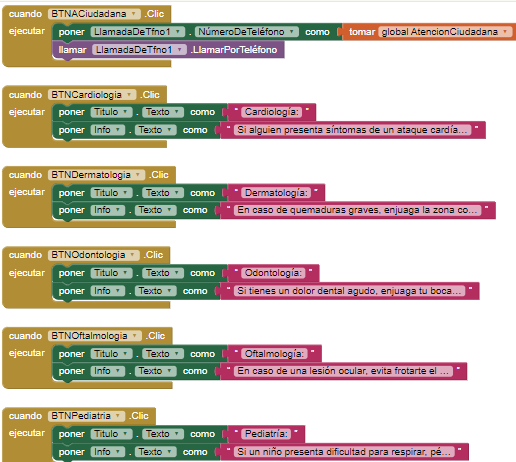 cuando BTNACiudadana .Clic
ejecutar poner LlamadaDeTfno1 . NúmeroDeTeléfono como tomar global AtencionCiudadana
llamar LlamadaDeTfno1 .LlamarPorTeléfono
cuando BTNCardiologia .Clic
ejecutar poner Titulo . Texto como " Cardiología: "
poner Info . Texto como " Si alguien presenta síntomas de un ataque cardía... "
cuando BTNDermatologia .Clic
ejecutar poner Titulo . Texto como " Dermatología: "
poner Info . Texto como " En caso de quemaduras graves, enjuaga la zona co... "
cuando BTNOdontologia .Clic
ejecutar poner Titulo . Texto como " Odontología: "
poner Info . Texto como " Si tienes un dolor dental agudo, enjuaga tu boca... "
cuando BTNOftalmologia .Clic
ejecutar poner Titulo . Texto como " Oftalmología: "
poner Info . Texto como " En caso de una lesión ocular, evita frotarte el ... "
cuando BTNPediatria .Clic
ejecutar poner Titulo . Texto como " Pediatría: "
poner Info . Texto como " Si un niño presenta dificultad para respirar, pé... "